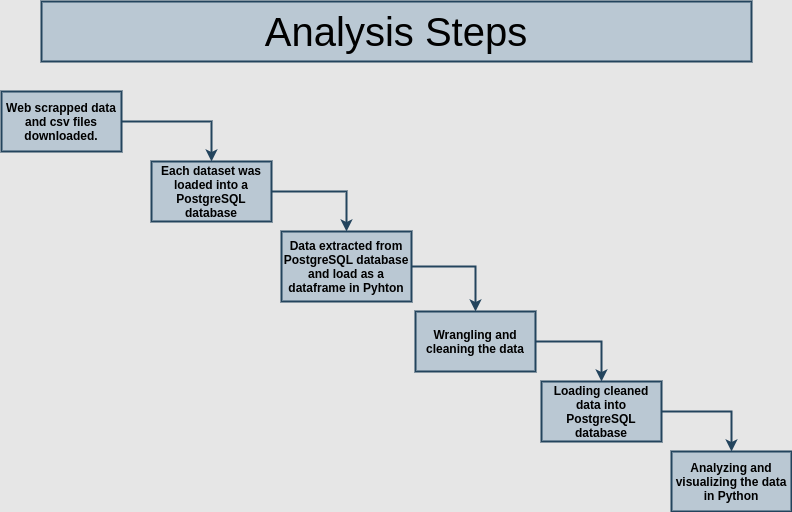 Analysis Steps
Web scrapped data
and csv files
downloaded.
Each dataset was
loaded into a
PostgreSQL
database
Data extracted from
PostgreSQL database
and load as a
dataframe in Pyhton
Wrangling and
cleaning the data
Loading cleaned
data into
PostgreSQL
database
Analyzing and
visualizing the data
in Python